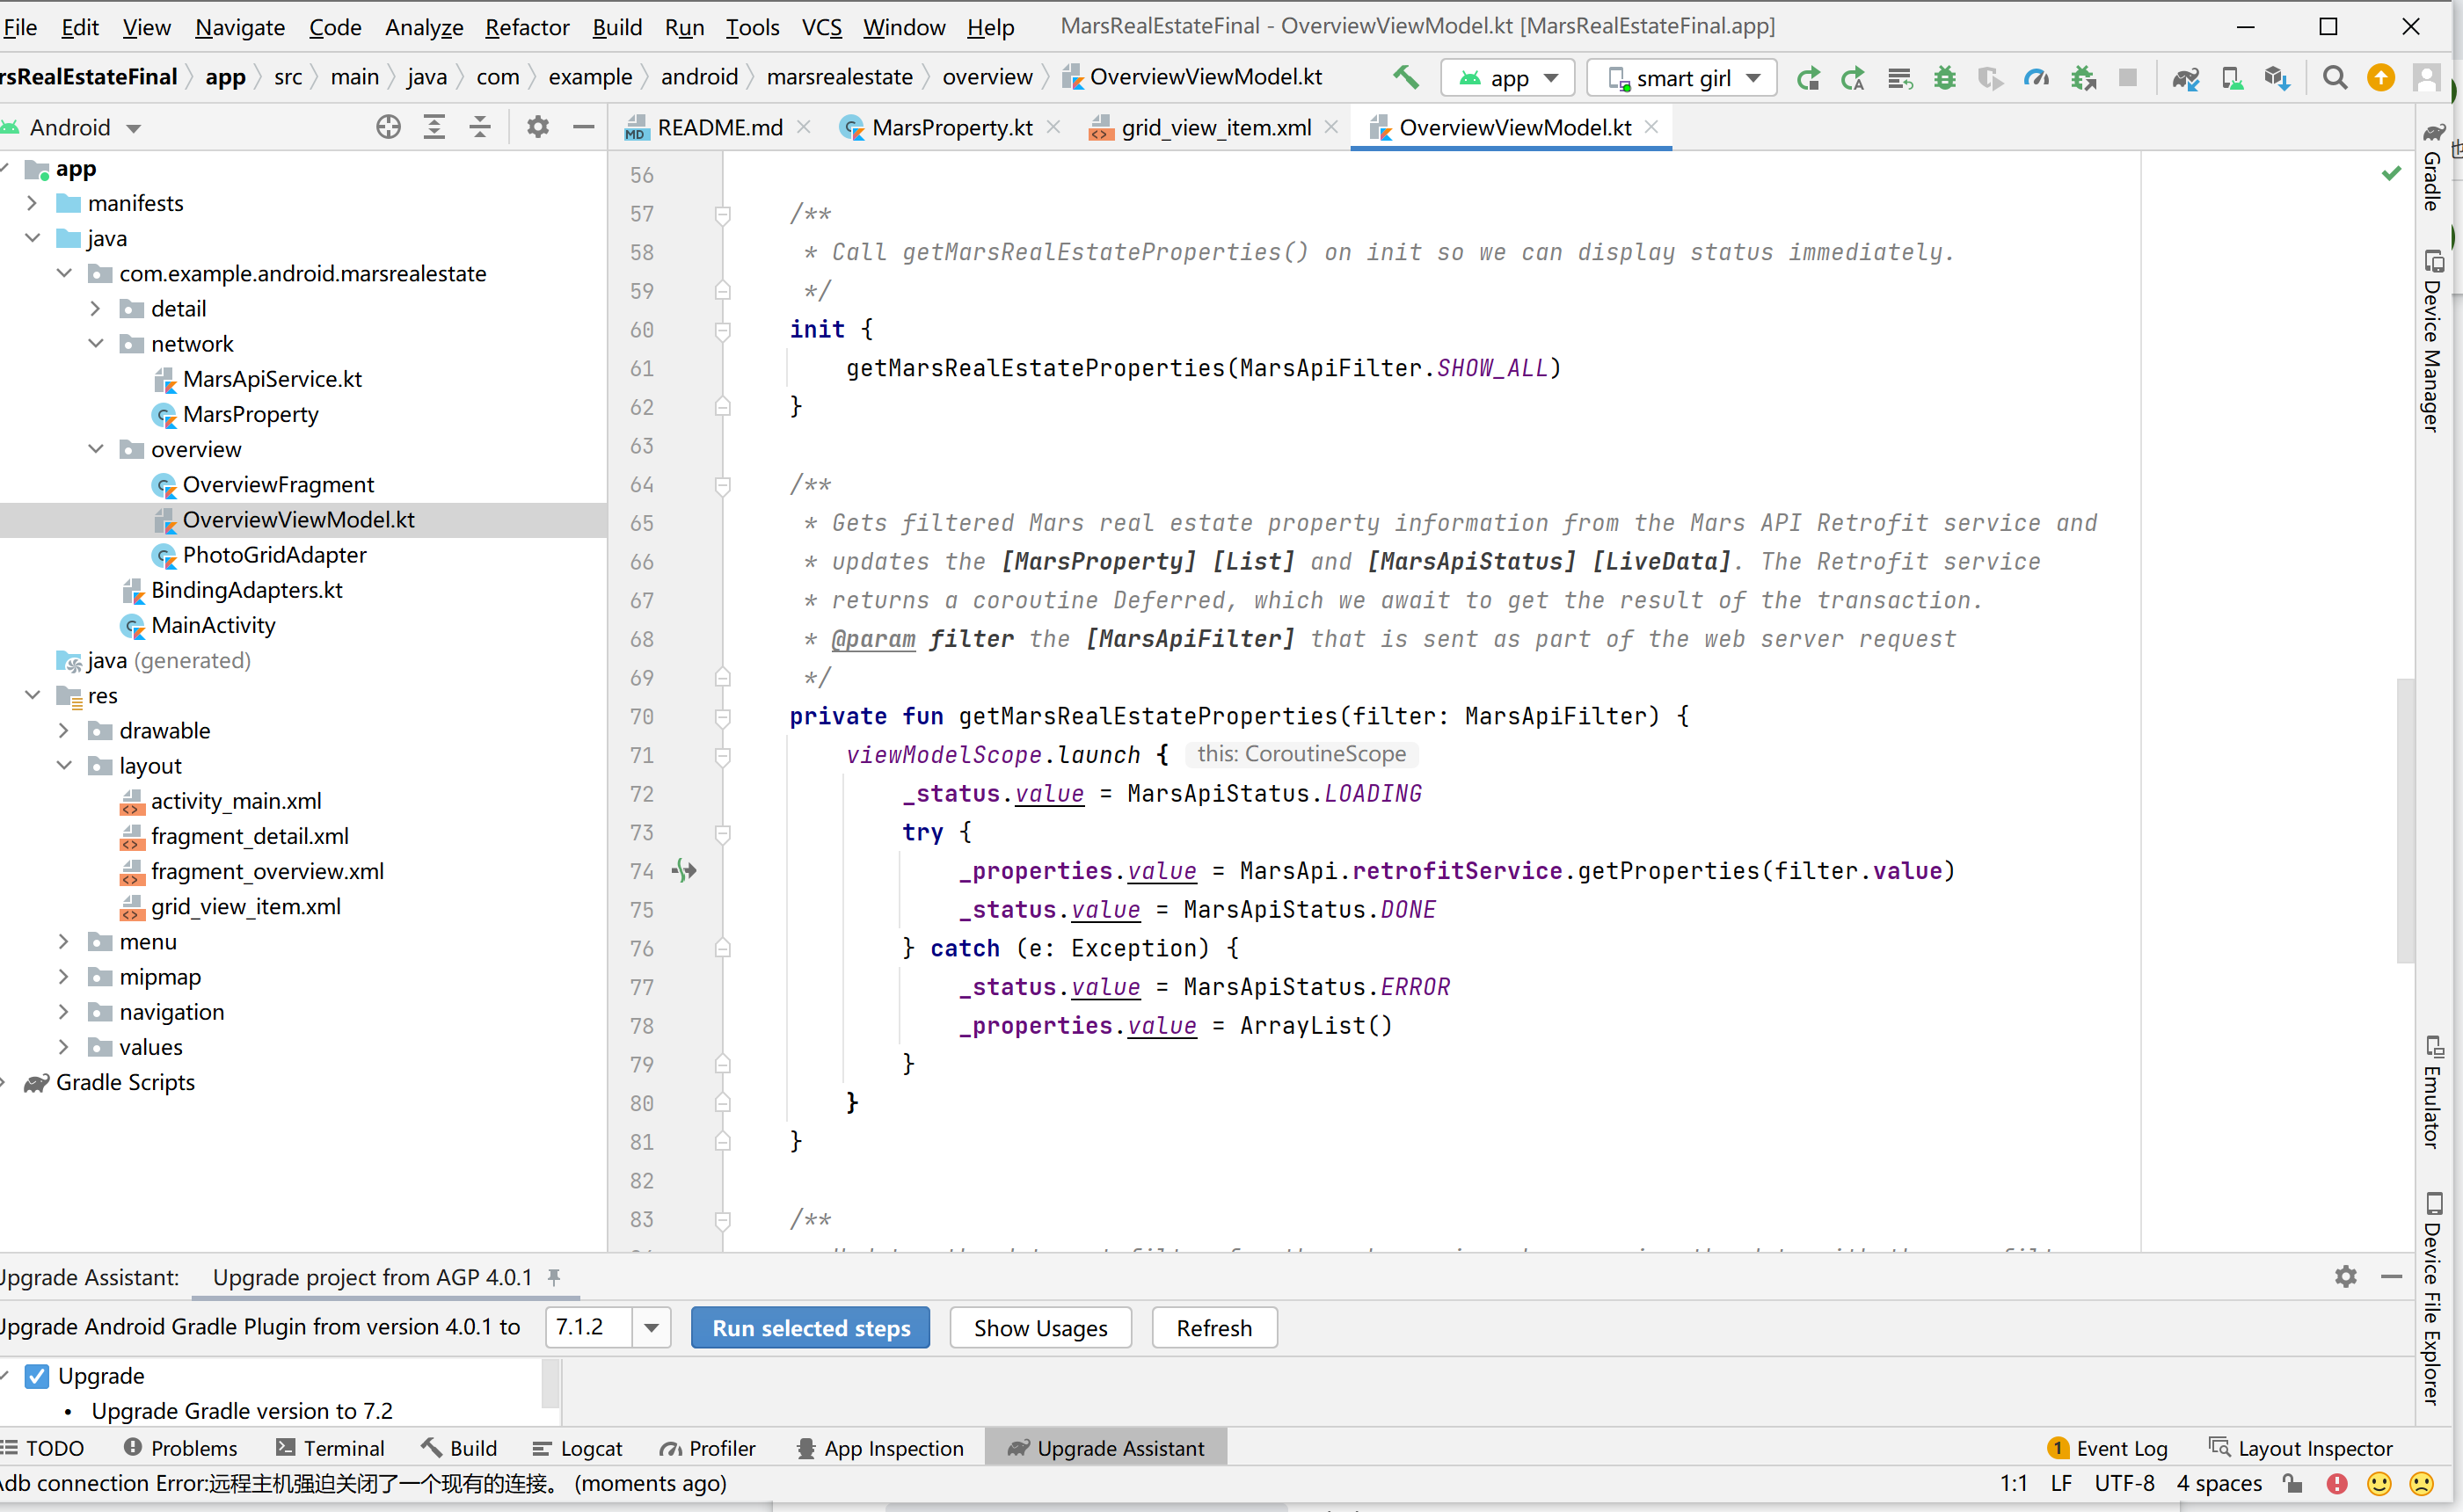 File Edit View Navigate Code Analyze Refactor Build Run Tools VCS Window Help MarsRealEstateFinal - OverviewViewModel.kt [MarsRealEstateFinal.app]
rsRealEstateFinal app src main java com example android marsrealestate overview OverviewViewModel.kt app smart girl
Android README.md MarsProperty.kt grid_view_item.xml OverviewViewModel.kt
app
manifests
java
com.example.android.marsrealestate
detail
network
MarsApiService.kt
MarsProperty
overview
OverviewFragment
OverviewViewModel.kt
PhotoGridAdapter
BindingAdapters.kt
MainActivity
java (generated)
res
drawable
layout
activity_main.xml
fragment_detail.xml
fragment_overview.xml
grid_view_item.xml
menu
mipmap
navigation
values
Gradle Scripts
56
57 /**
58 * Call getMarsRealEstateProperties() on init so we can display status immediately.
59 */
60 init {
61 getMarsRealEstateProperties(MarsApiFilter.SHOW_ALL)
62 }
63
64 /**
65 * Gets filtered Mars real estate property information from the Mars API Retrofit service and
66 * updates the [MarsProperty] [List] and [MarsApiStatus] [LiveData]. The Retrofit service
67 * returns a coroutine Deferred, which we await to get the result of the transaction.
68 * @param filter the [MarsApiFilter] that is sent as part of the web server request
69 */
70 private fun getMarsRealEstateProperties(filter: MarsApiFilter) {
71 viewModelScope.launch { this: CoroutineScope
72 _status.value = MarsApiStatus.LOADING
73 try {
74 _properties.value = MarsApi.retrofitService.getProperties(filter.value)
75 _status.value = MarsApiStatus.DONE
76 } catch (e: Exception) {
77 _status.value = MarsApiStatus.ERROR
78 _properties.value = ArrayList()
79 }
80 }
81 }
82
83 /**
Gradle
Device Manager
Emulator
Device File Explorer
Upgrade Assistant: Upgrade project from AGP 4.0.1
Upgrade Android Gradle Plugin from version 4.0.1 to 7.1.2 Run selected steps Show Usages Refresh
Upgrade
• Upgrade Gradle version to 7.2
TODO Problems Terminal Build Logcat Profiler App Inspection Upgrade Assistant 1 Event Log Layout Inspector
Adb connection Error:远程主机强迫关闭了一个现有的连接。 (moments ago) 1:1 LF UTF-8 4 spaces